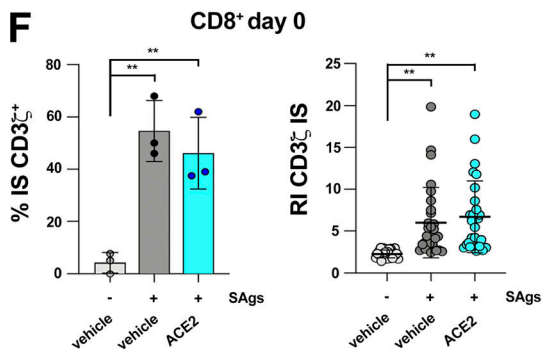 F
CD8⁺ day 0
% IS CD3ζ⁺
80
60
40
20
0
**
**
- + + SAgs
vehicle vehicle ACE2
RI CD3ζ IS
25
20
15
10
5
0
**
**
- + + SAgs
vehicle vehicle ACE2